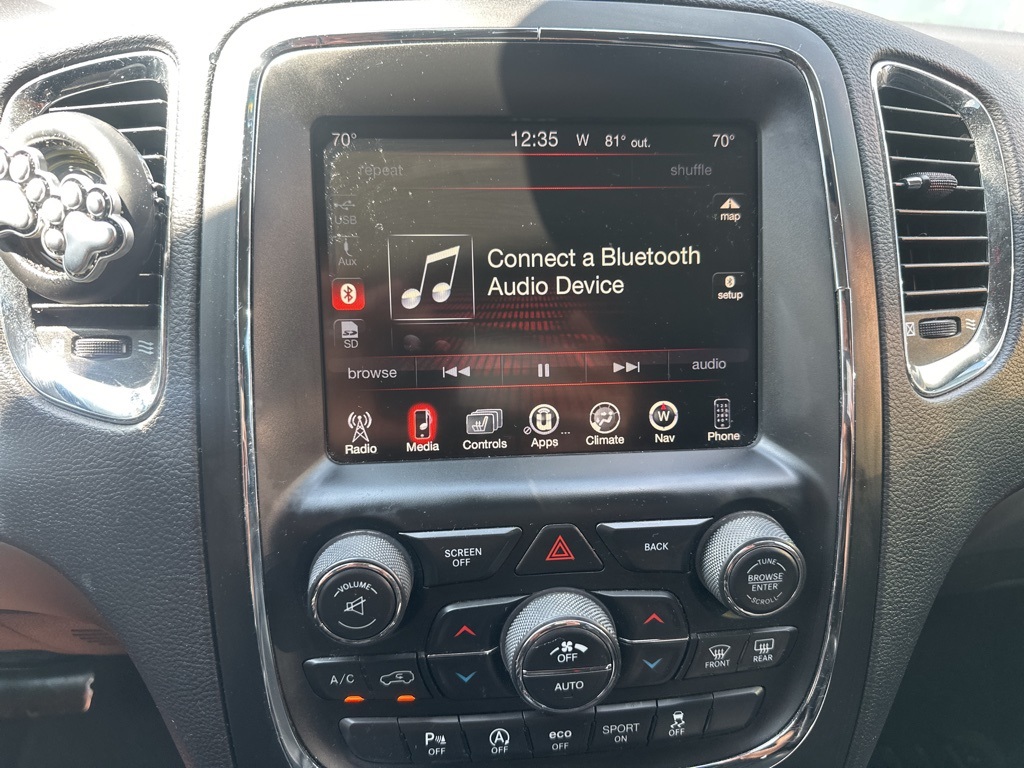 70° 12:35 W 81° out. 70°
repeat shuffle
USB
map
Aux
Connect a Bluetooth
Audio Device
setup
SD
browse audio
Radio Media Controls Apps ... Climate W Nav Phone
SCREEN
OFF
BACK
VOLUME
TUNE
BROWSE
ENTER
SCROLL
OFF
AUTO
A/C
FRONT
REAR
P OFF
A OFF
eco
OFF
SPORT
ON
OFF